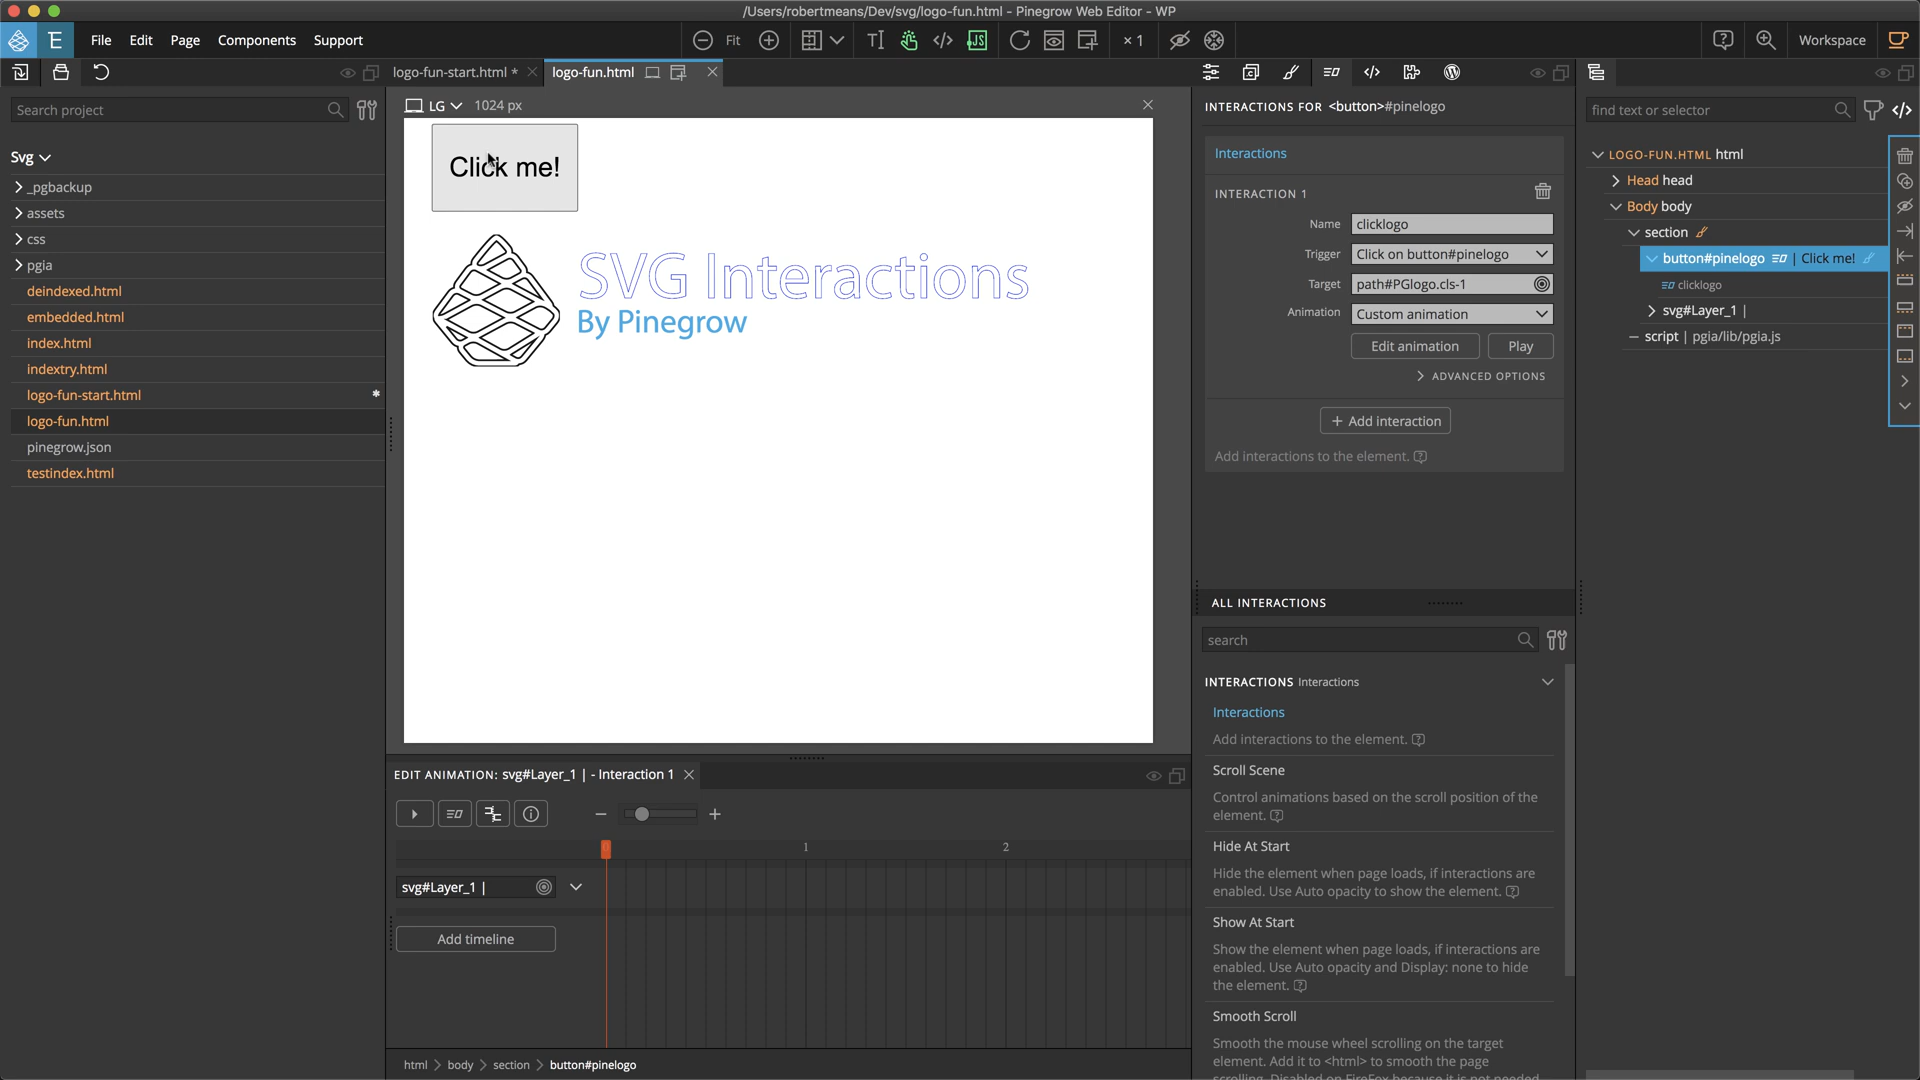 /Users/robertmeans/Dev/svg/logo-fun.html - Pinegrow Web Editor - WP
File Edit Page Components Support
Fit
JS
× 1
Workspace
logo-fun-start.html *
logo-fun.html
Search project
Svg
_pgbackup
assets
css
pgia
deindexed.html
embedded.html
index.html
indextry.html
logo-fun-start.html *
logo-fun.html
pinegrow.json
testindex.html
LG 1024 px
Click me!
SVG Interactions
By Pinegrow
EDIT ANIMATION: svg#Layer_1 | - Interaction 1
0 1 2
svg#Layer_1 |
Add timeline
html > body > section > button#pinelogo
INTERACTIONS FOR <button>#pinelogo
Interactions
INTERACTION 1
Name clicklogo
Trigger Click on button#pinelogo
Target path#PGlogo.cls-1
Animation Custom animation
Edit animation Play
ADVANCED OPTIONS
+ Add interaction
Add interactions to the element.
ALL INTERACTIONS
search
INTERACTIONS Interactions
Interactions
Add interactions to the element.
Scroll Scene
Control animations based on the scroll position of the
element.
Hide At Start
Hide the element when page loads, if interactions are
enabled. Use Auto opacity to show the element.
Show At Start
Show the element when page loads, if interactions are
enabled. Use Auto opacity and Display: none to hide
the element.
Smooth Scroll
Smooth the mouse wheel scrolling on the target
element. Add it to <html> to smooth the page
scrolling. Disabled on FireFox because it is not needed
find text or selector
LOGO-FUN.HTML html
Head head
Body body
section
button#pinelogo | Click me!
clicklogo
svg#Layer_1 |
script | pgia/lib/pgia.js